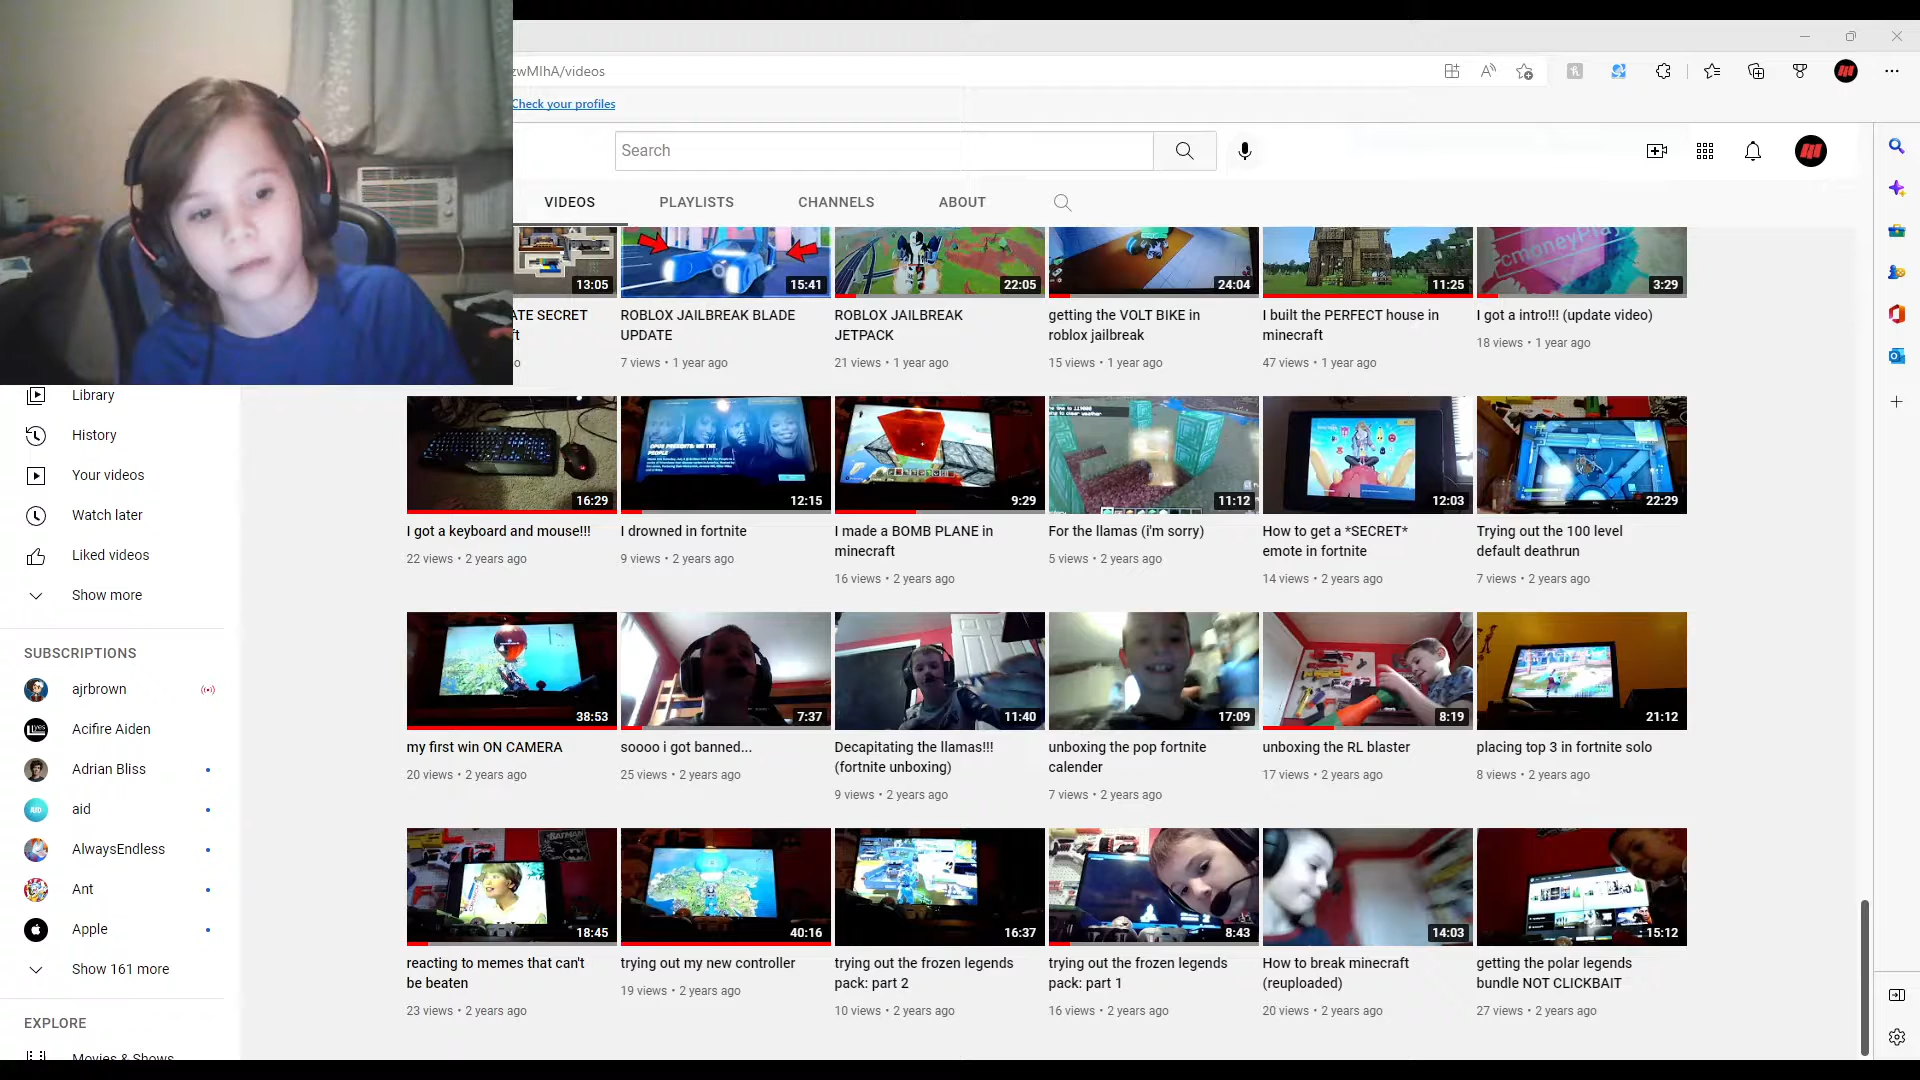 zwMIhA/videos
Check your profiles
Search
VIDEOS
PLAYLISTS
CHANNELS
ABOUT
13:05
15:41
22:05
24:04
11:25
cmoneyPlay
3:29
ATE SECRET
ft
o
ROBLOX JAILBREAK BLADE
UPDATE
7 views • 1 year ago
ROBLOX JAILBREAK
JETPACK
21 views • 1 year ago
getting the VOLT BIKE in
roblox jailbreak
15 views • 1 year ago
I built the PERFECT house in
minecraft
47 views • 1 year ago
I got a intro!!! (update video)
18 views • 1 year ago
Library
History
Your videos
Watch later
Liked videos
Show more
SUBSCRIPTIONS
ajrbrown
Acifire Aiden
Adrian Bliss
aid
AlwaysEndless
Ant
Apple
Show 161 more
EXPLORE
Movies & Shows
16:29
12:15
9:29
11:12
12:03
22:29
I got a keyboard and mouse!!!
22 views • 2 years ago
I drowned in fortnite
9 views • 2 years ago
I made a BOMB PLANE in
minecraft
16 views • 2 years ago
For the llamas (i'm sorry)
5 views • 2 years ago
How to get a *SECRET*
emote in fortnite
14 views • 2 years ago
Trying out the 100 level
default deathrun
7 views • 2 years ago
38:53
7:37
11:40
17:09
8:19
21:12
my first win ON CAMERA
20 views • 2 years ago
soooo i got banned...
25 views • 2 years ago
Decapitating the llamas!!!
(fortnite unboxing)
9 views • 2 years ago
unboxing the pop fortnite
calender
7 views • 2 years ago
unboxing the RL blaster
17 views • 2 years ago
placing top 3 in fortnite solo
8 views • 2 years ago
BATMAN
18:45
40:16
16:37
8:43
14:03
15:12
reacting to memes that can't
be beaten
23 views • 2 years ago
trying out my new controller
19 views • 2 years ago
trying out the frozen legends
pack: part 2
10 views • 2 years ago
trying out the frozen legends
pack: part 1
16 views • 2 years ago
How to break minecraft
(reuploaded)
20 views • 2 years ago
getting the polar legends
bundle NOT CLICKBAIT
27 views • 2 years ago